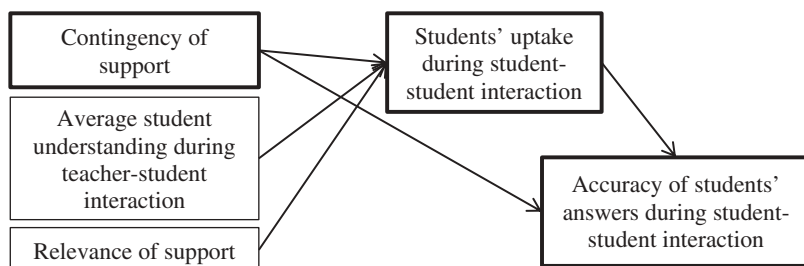 Contingency of
support
Average student
understanding during
teacher-student
interaction
Relevance of support
Students’ uptake
during student-
student interaction
Accuracy of students’
answers during student-
student interaction